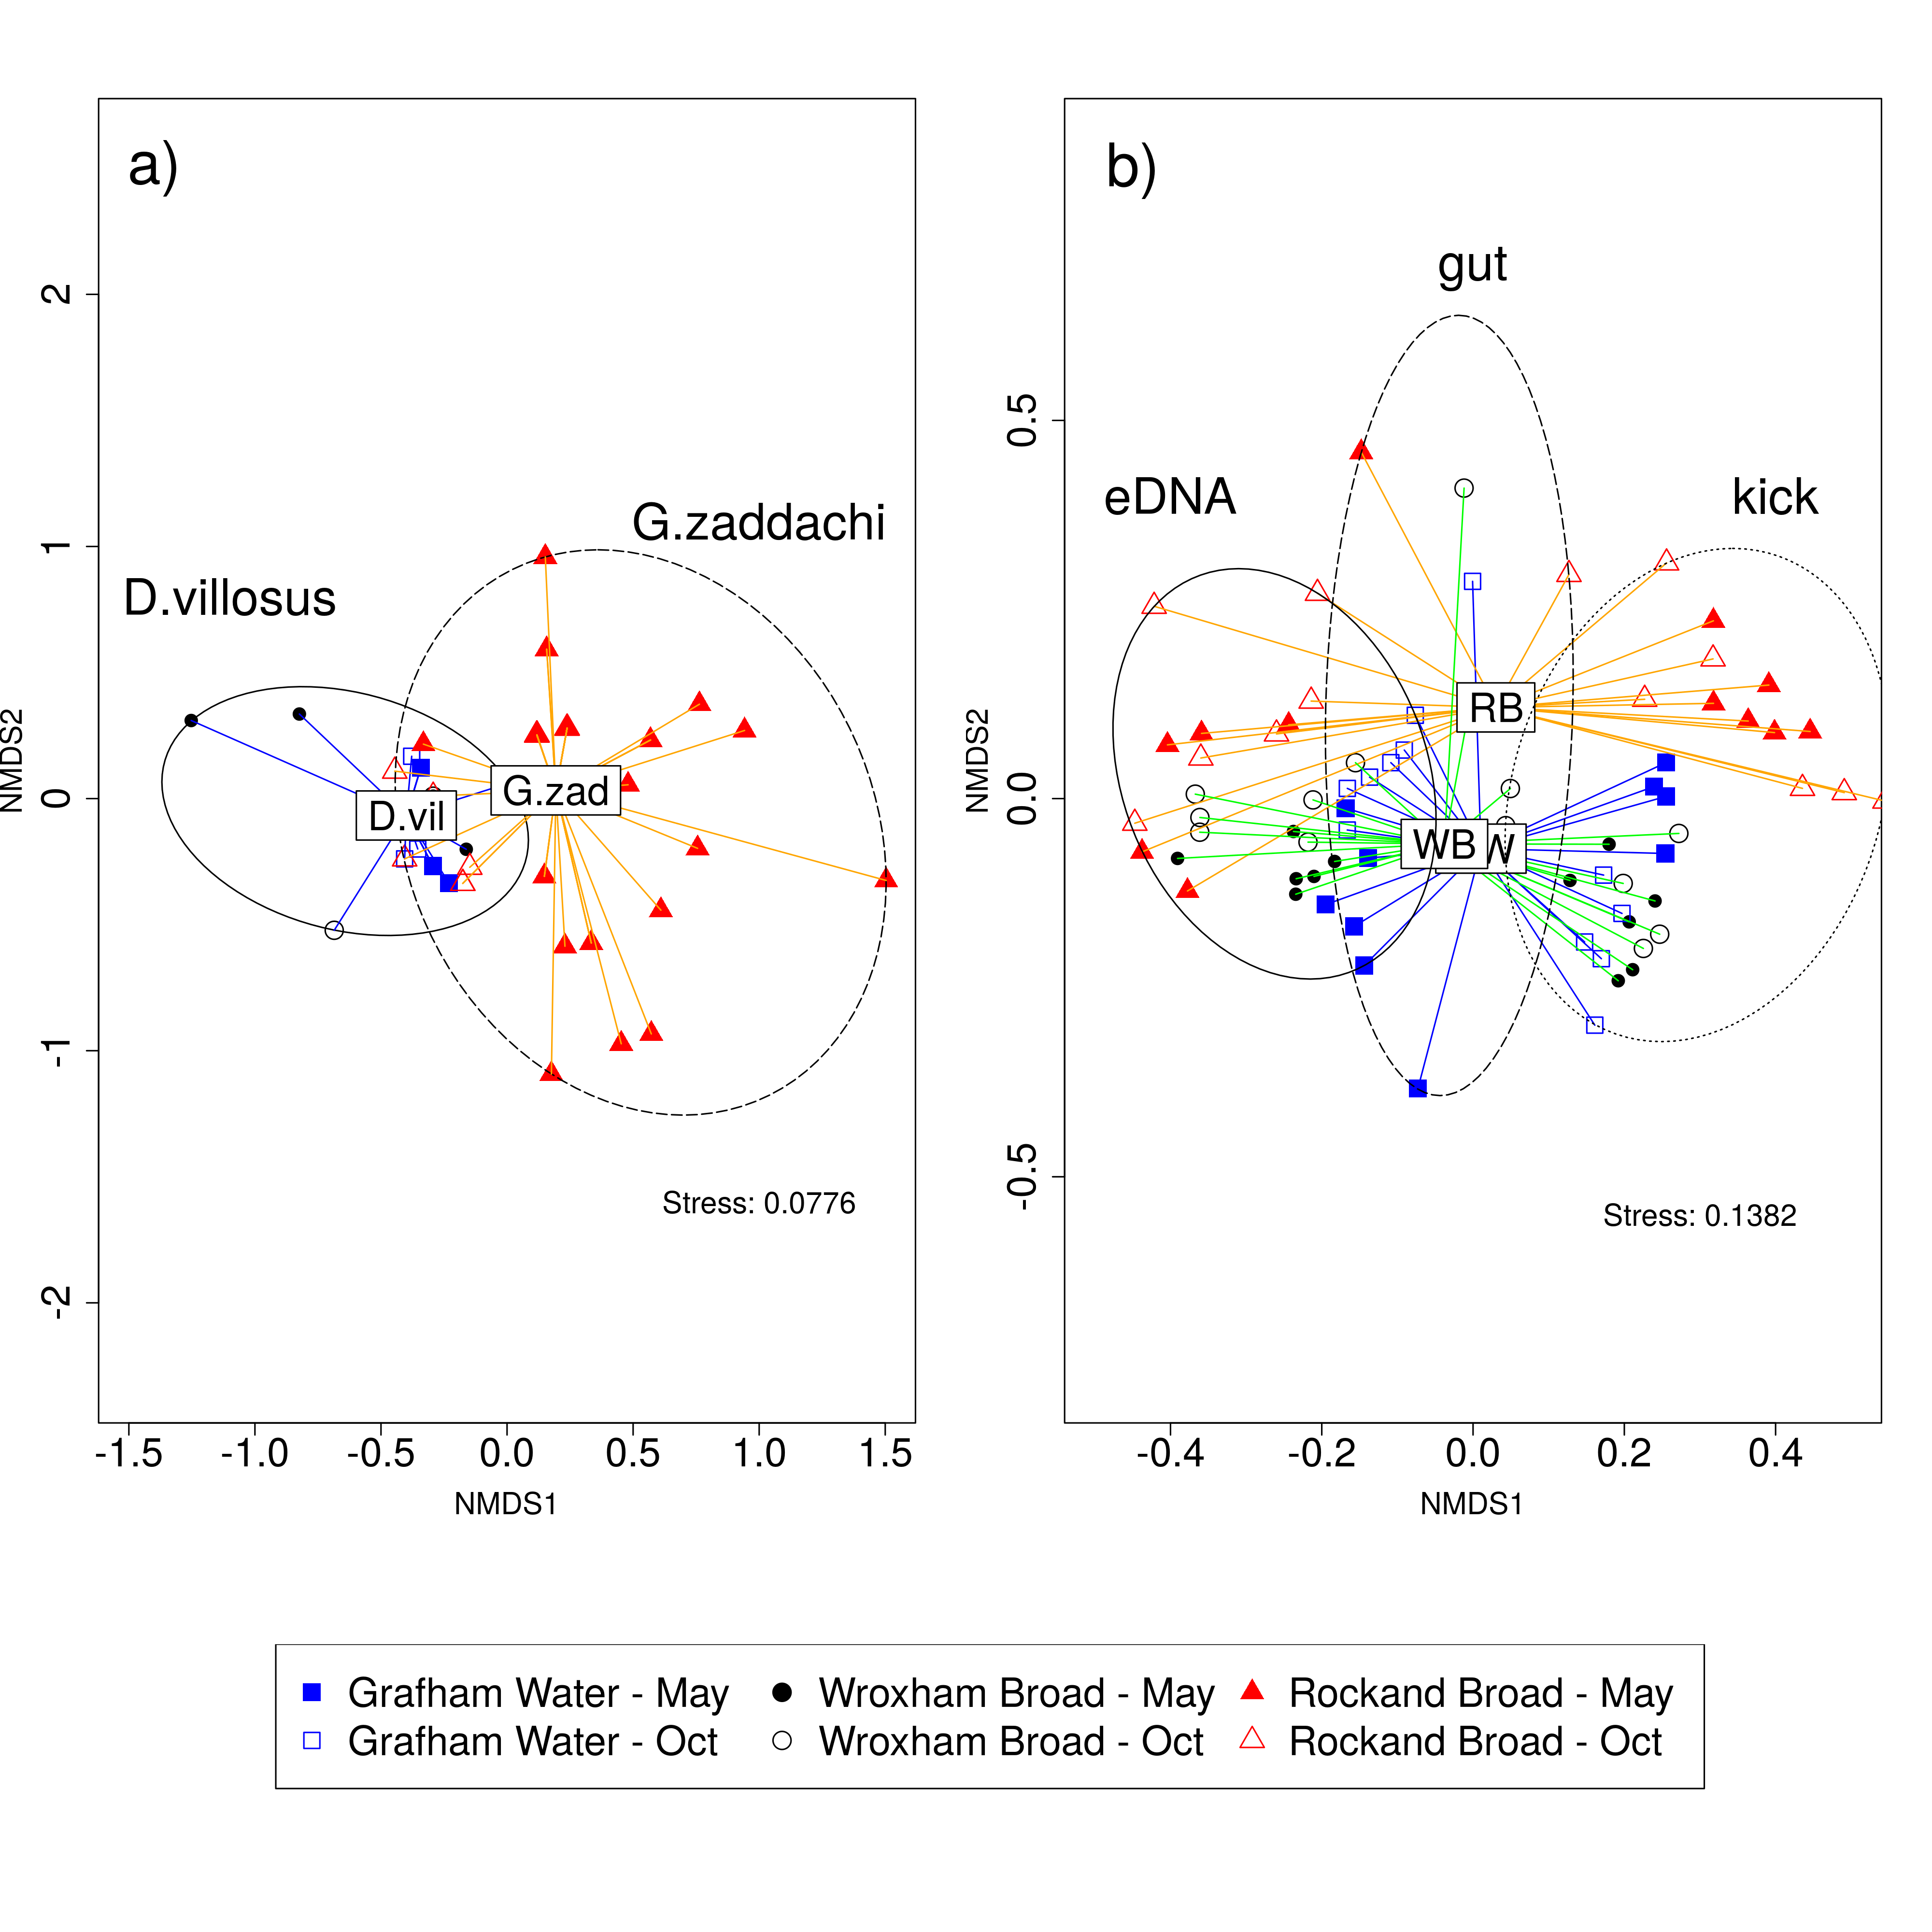 a)
G.zaddachi
D.villosus
G.zad
D.vil
Stress: 0.0776
NMDS2
2
1
0
-1
-2
-1.5 -1.0 -0.5 0.0 0.5 1.0 1.5
NMDS1
b)
gut
eDNA
kick
RB
WB
W
Stress: 0.1382
NMDS2
0.5
0.0
-0.5
-0.4 -0.2 0.0 0.2 0.4
NMDS1
Grafham Water - May Wroxham Broad - May Rockand Broad - May
Grafham Water - Oct Wroxham Broad - Oct Rockand Broad - Oct